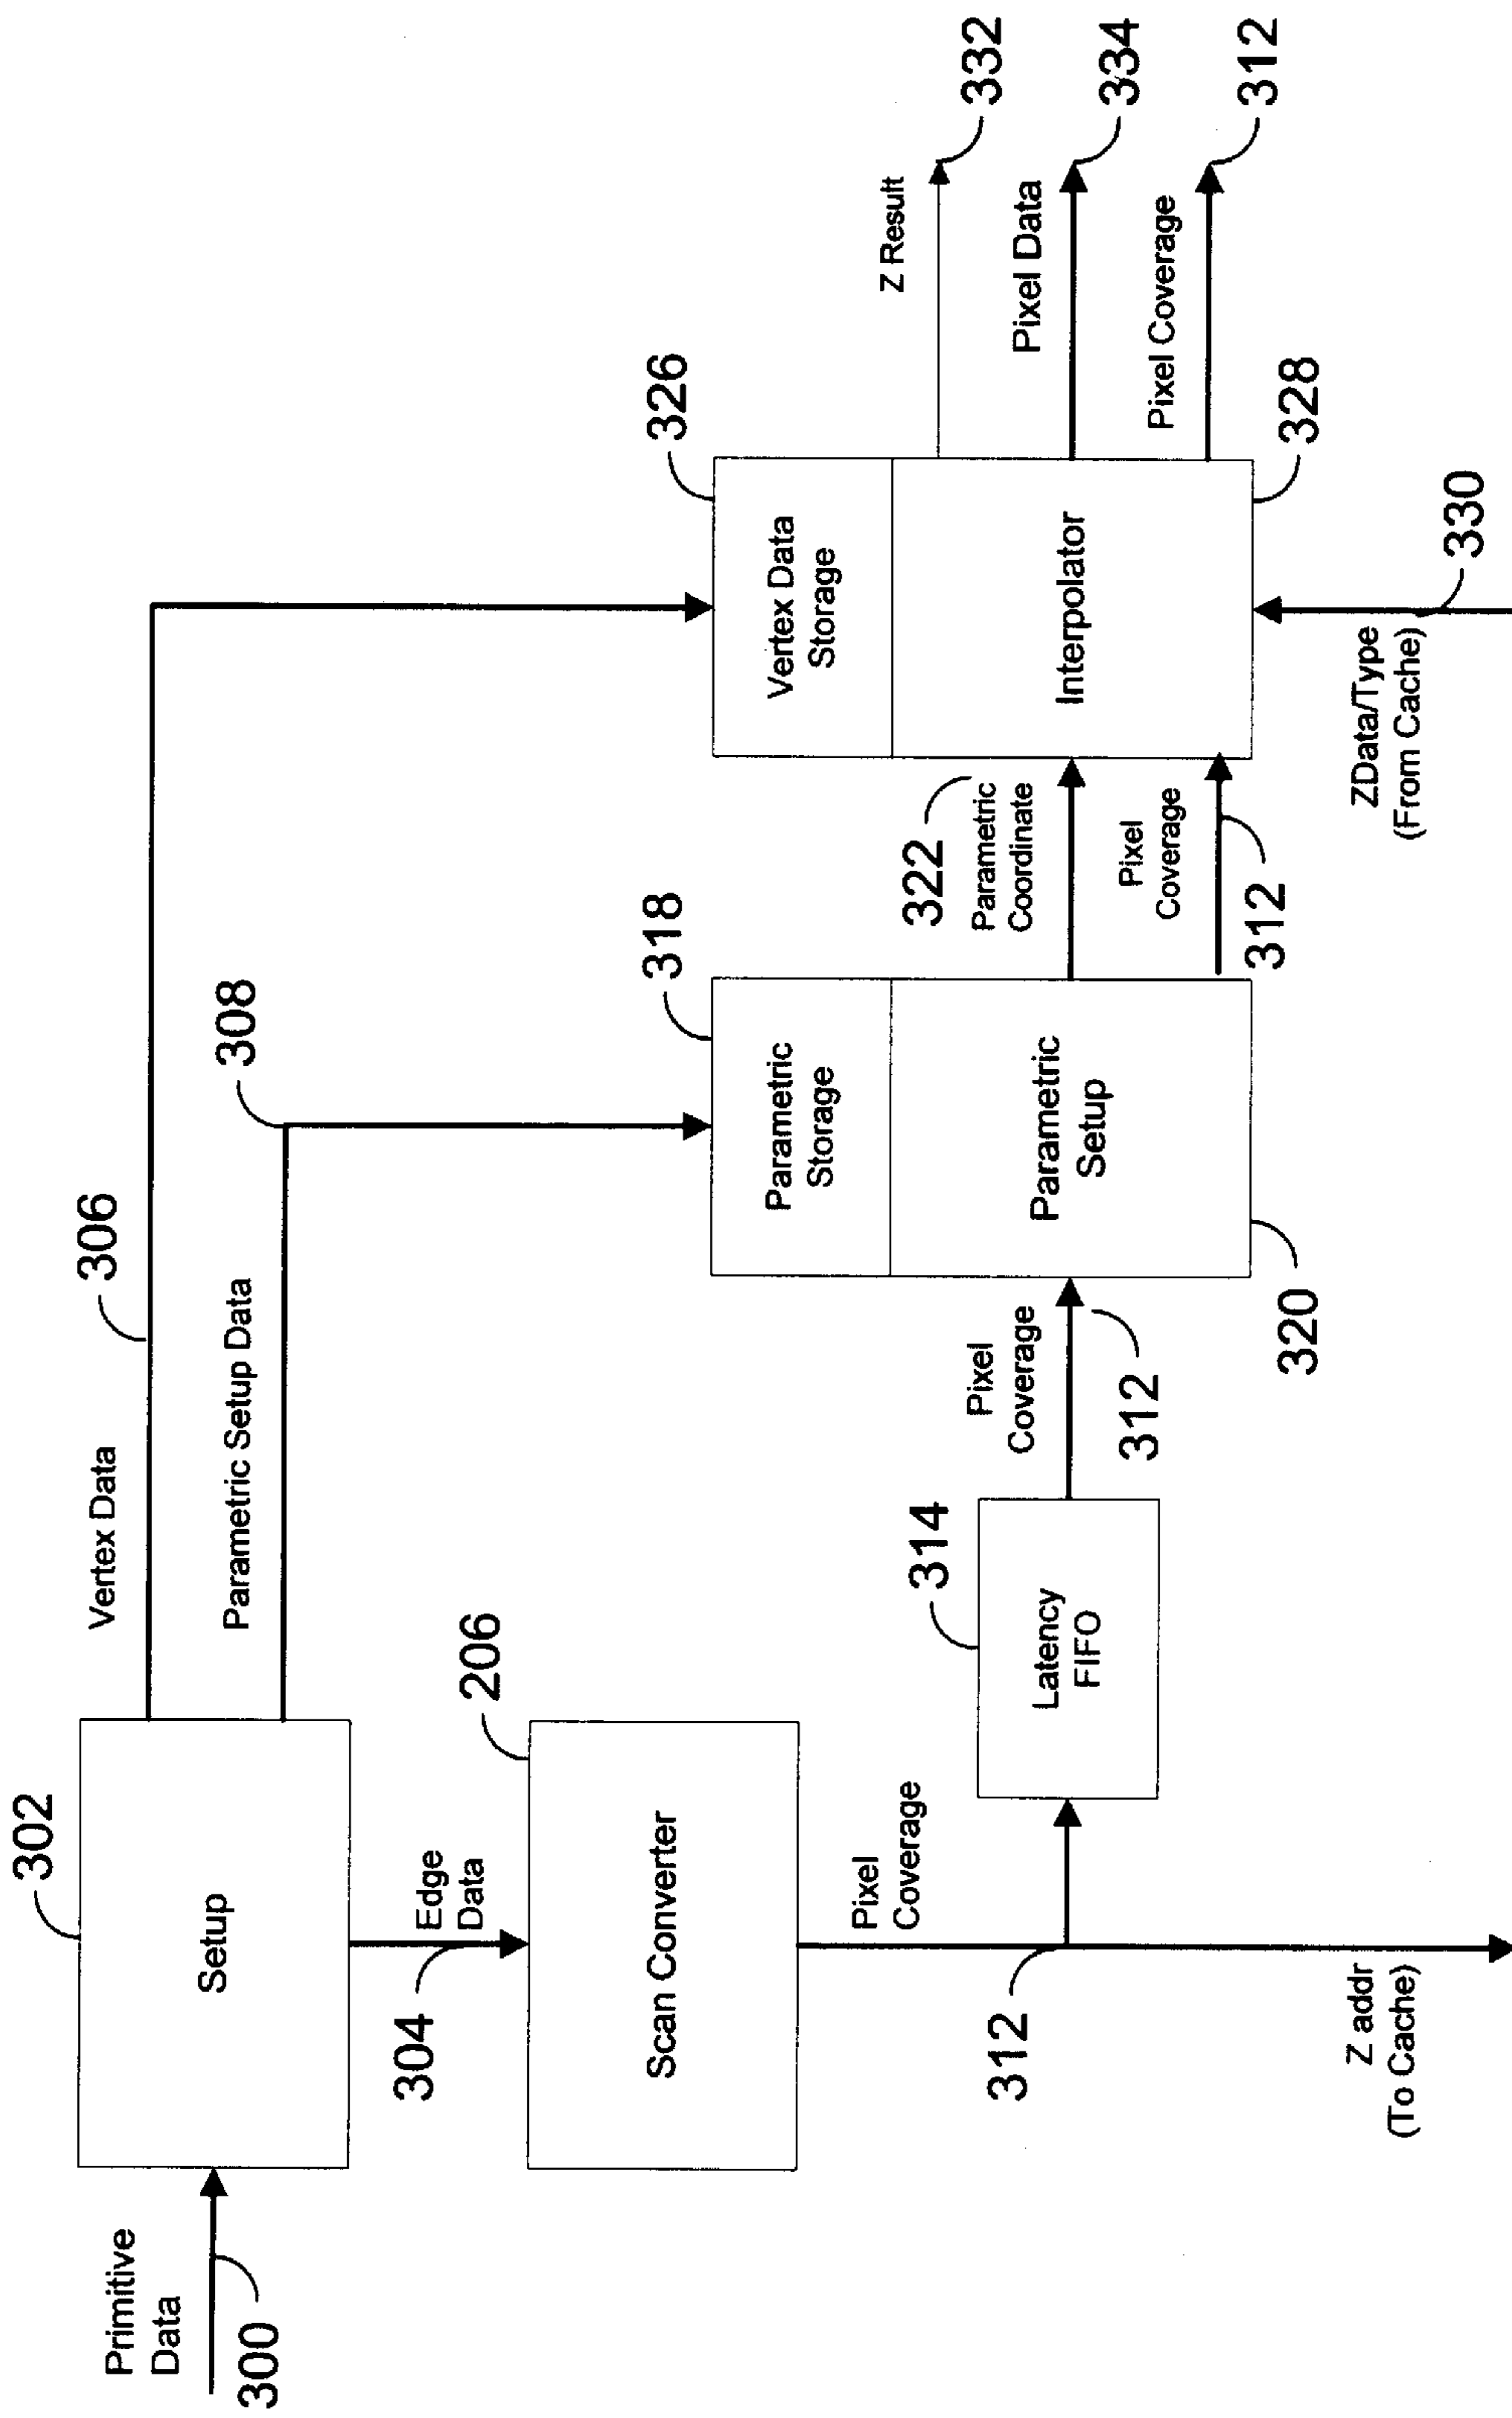 302
Setup
Primitive
Data
300
Vertex Data
306
Parametric Setup Data
308
304
Edge
Data
206
Scan Converter
Pixel
Coverage
312
Z addr
(To Cache)
314
Latency
FIFO
Pixel
Coverage
312
318
Parametric
Storage
Parametric
Setup
320
322
Parametric
Coordinate
Pixel
Coverage
312
326
Vertex Data
Storage
Interpolator
328
ZData/Type
(From Cache)
330
Z Result
332
Pixel Data
334
Pixel Coverage
312